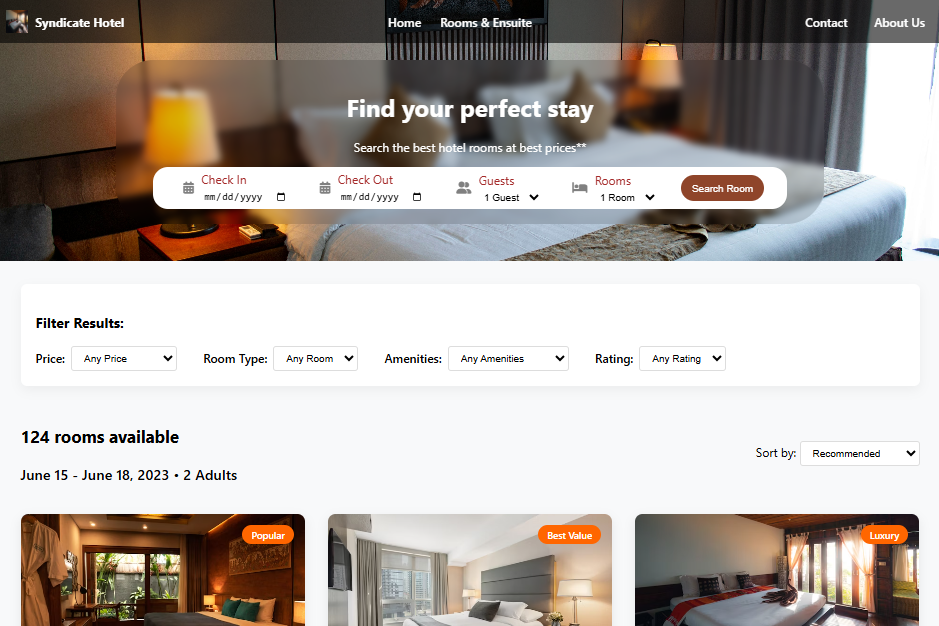 Syndicate Hotel Home Rooms & Ensuite Contact About Us
Find your perfect stay
Search the best hotel rooms at best prices**
Check In Check Out Guests Rooms
mm/dd/yyyy mm/dd/yyyy 1 Guest 1 Room Search Room
Filter Results:
Price: Any Price Room Type: Any Room Amenities: Any Amenities Rating: Any Rating
124 rooms available
Sort by: Recommended
June 15 - June 18, 2023 • 2 Adults
Popular Best Value Luxury